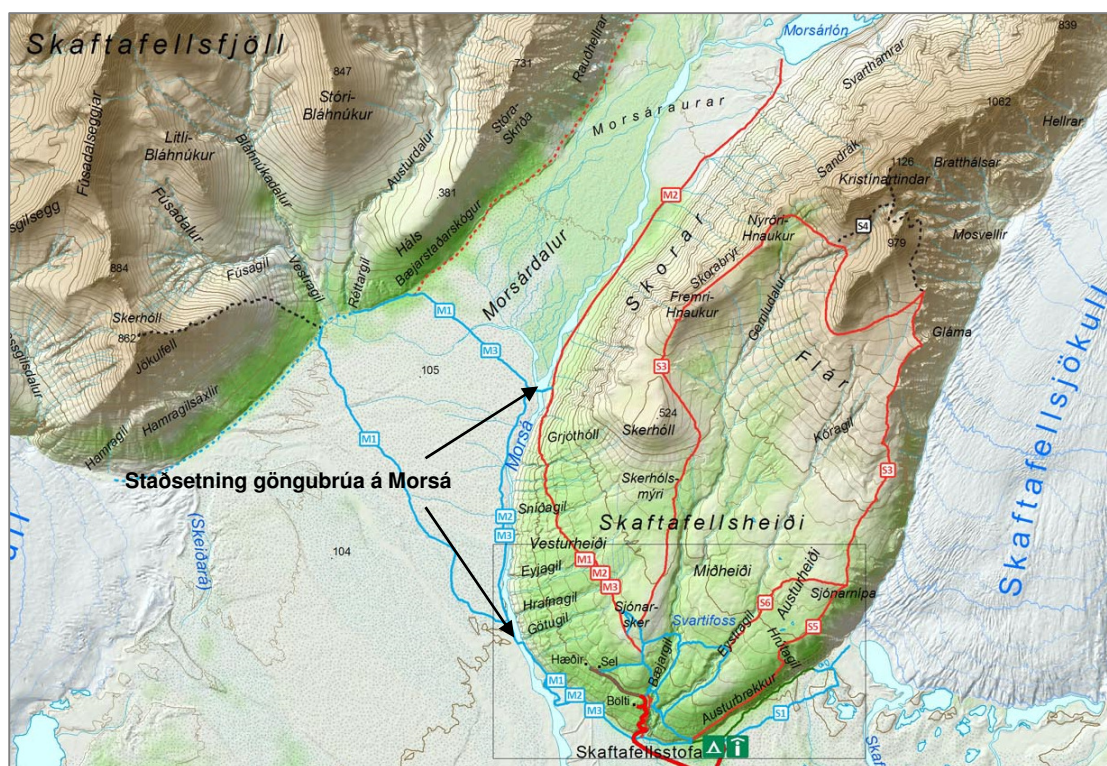 Skaftafellsfjöll
Morsárlón
839
847
731
Rauðhellrar
Svarthamrar
Stóri-
Bláhnúkur
Stóra-
Skriða
Morsáraurar
1062
Hellrar
Fúsadalseggjar
Litli-
Bláhnúkur
Bláhnúkadalur
Austurdalur
Sandrák
1126
Bratthálsar
Kristínartindar
M2
381
Fúsadalur
Nyrðri-
Hnaukur
S4
979
Mosvellir
Háls
Bæjarstaðarskógur
Skorar
884
Fúsagil
Vestragil
Réttargil
Morsárdalur
Skorabrýr
Fremri-
Hnaukur
Gemludalur
Skerhóll
862
Jökulfell
M1
M3
Gláma
105
S3
Flár
Hamragilsáxlir
Hamragil
524
Skerhóll
Kóragil
Morsá
Grjóthóll
M1
S3
Skaftafellsjökull
Staðsetning göngubrúa á Morsá
Skerhóls-
mýri
Sniðagil
M2
M3
Skaftafellsheiði
(Skeiðará)
104
Vesturheiði
M1
M2
M3
Eyjagil
Miðheiði
Austurheiði
Sjónarnípa
Hrafnagil
Sjónar-
sker
Svartifoss
S6
Götugil
Eystragil
S5
Hrútagil
Hæðir
Sel
Bæjargil
M1
M2
M3
Bölti
Austurbrekkur
S1
Skaftafellsstofa